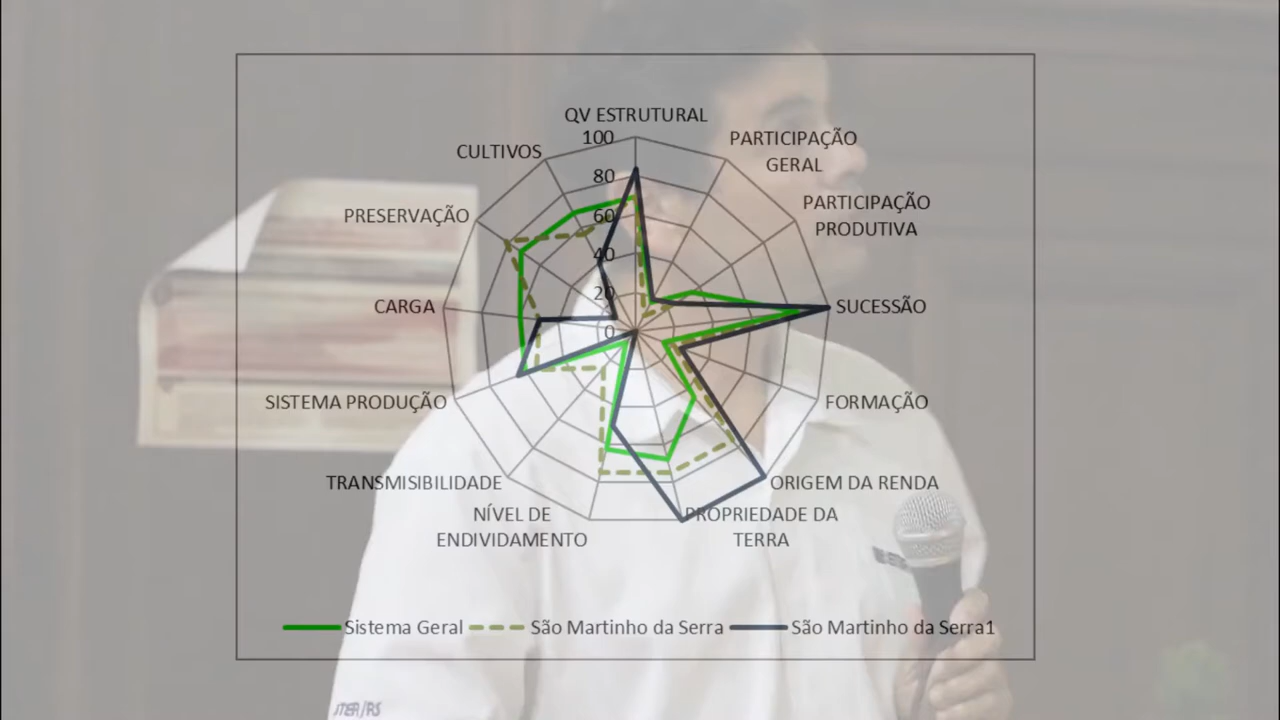 QV ESTRUTURAL
PARTICIPAÇÃO
GERAL
PARTICIPAÇÃO
PRODUTIVA
SUCESSÃO
FORMAÇÃO
ORIGEM DA RENDA
PROPRIEDADE DA
TERRA
NÍVEL DE
ENDIVIDAMENTO
TRANSMISIBILIDADE
SISTEMA PRODUÇÃO
CARGA
PRESERVAÇÃO
CULTIVOS
100
80
60
40
20
0
Sistema Geral
São Martinho da Serra
São Martinho da Serra1